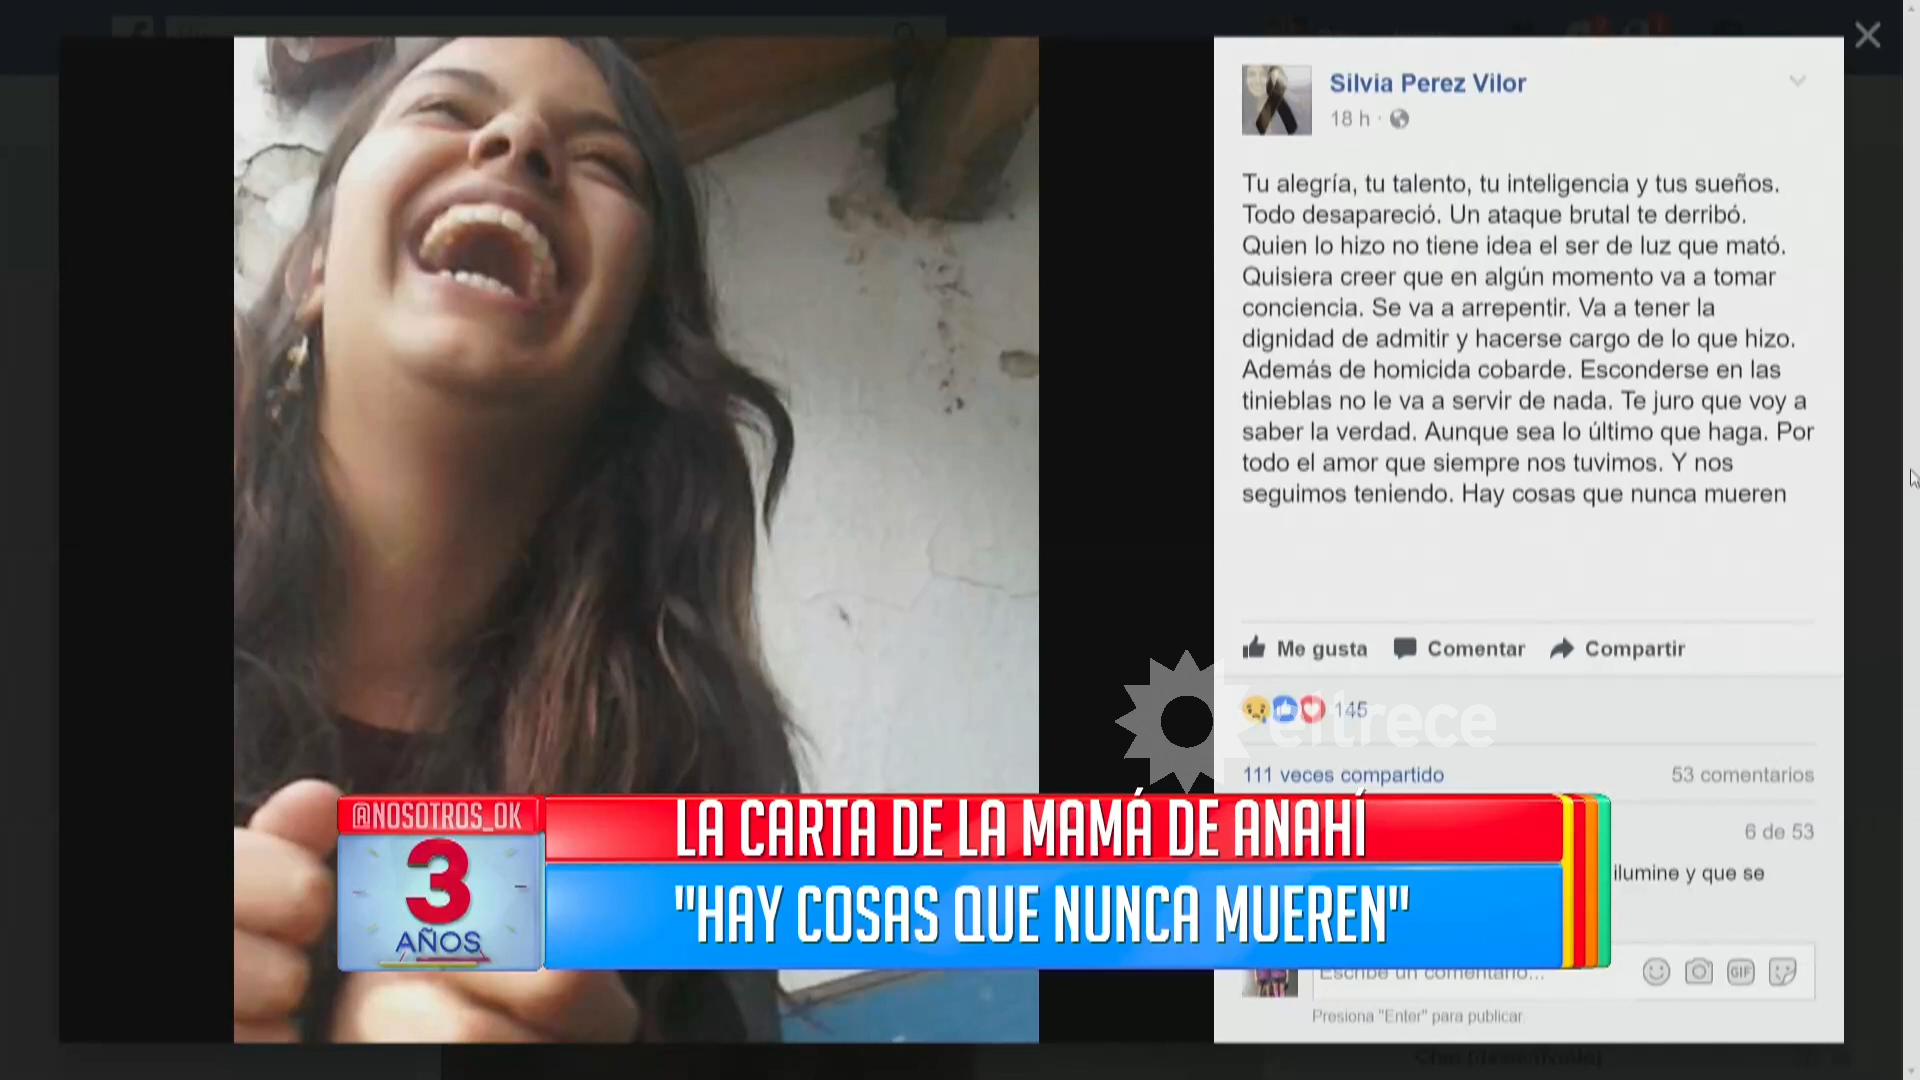 Silvia Perez Vilor
18 h ·
Tu alegría, tu talento, tu inteligencia y tus sueños.
Todo desapareció. Un ataque brutal te derribó.
Quien lo hizo no tiene idea el ser de luz que mató.
Quisiera creer que en algún momento va a tomar
conciencia. Se va a arrepentir. Va a tener la
dignidad de admitir y hacerse cargo de lo que hizo.
Además de homicida cobarde. Esconderse en las
tinieblas no le va a servir de nada. Te juro que voy a
saber la verdad. Aunque sea lo último que haga. Por
todo el amor que siempre nos tuvimos. Y nos
seguimos teniendo. Hay cosas que nunca mueren
Me gusta Comentar Compartir
145
eltrece
111 veces compartido 53 comentarios
6 de 53
ilumine y que se
Escribe un comentario...
GIF
Presiona "Enter" para publicar.
@NOSOTROS_OK
3
AÑOS
LA CARTA DE LA MAMÁ DE ANAHÍ
"HAY COSAS QUE NUNCA MUEREN"